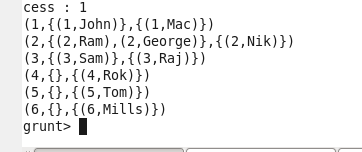 cess : 1
(1,{(1,John)},{(1,Mac)})
(2,{(2,Ram),(2,George)},{(2,Nik)})
(3,{(3,Sam)},{(3,Raj)})
(4,{},{(4,Rok)})
(5,{},{(5,Tom)})
(6,{},{(6,Mills)})
grunt>